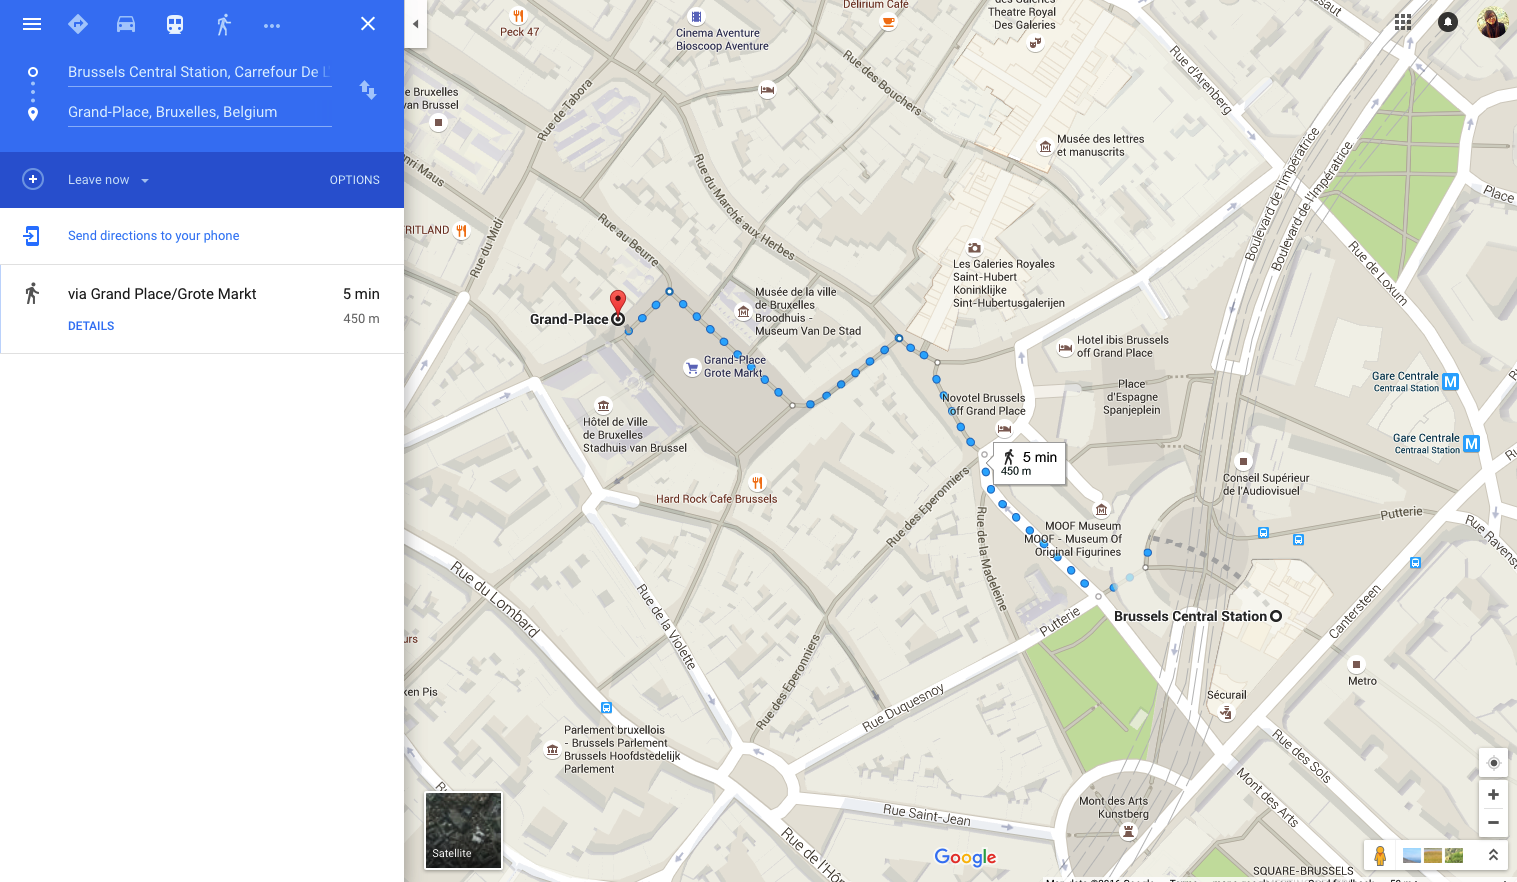 Brussels Central Station, Carrefour De L
Grand-Place, Bruxelles, Belgium
Leave now
OPTIONS
Send directions to your phone
via Grand Place/Grote Markt
5 min
450 m
DETAILS
Peck 47
Cinema Aventure
Bioscoop Aventure
Délirium Café
Theatre Royal
Des Galeries
Rue d'Arenberg
Rue des Bouchers
Rue de Tabora
e Bruxelles
van Brussel
Musée des lettres
et manuscrits
Boulevard de l'Impératrice
Boulevard de l'Impératrice
Place
nri Maus
Rue du Marché aux Herbes
RITLAND
Rue du Midi
Rue au Beurre
Les Galeries Royales
Saint-Hubert
Koninklijke
Sint-Hubertusgalerijen
Rue de Loxum
Musée de la ville
de Bruxelles
Broodhuis -
Museum Van De Stad
Grand-Place
Grand-Place
Grote Markt
Hotel ibis Brussels
off Grand Place
Place
d'Espagne
Spanjeplein
Gare Centrale
Centraal Station
M
Novotel Brussels
off Grand Place
Hôtel de Ville
de Bruxelles
Stadhuis van Brussel
Gare Centrale
Centraal Station
M
5 min
450 m
Hard Rock Cafe Brussels
Rue des Eperonniers
Conseil Supérieur
de l'Audiovisuel
Rue de la Madeleine
MOOF Museum
MOOF - Museum Of
Original Figurines
Putterie
Rue Ravenst
Rue du Lombard
Rue de la Violette
Putterie
Brussels Central Station
Cantersteen
urs
Rue des Eperonniers
ken Pis
Metro
Rue Duquesnoy
Sécurail
Parlement bruxellois
- Brussels Parlement
Brussels Hoofdstedelijk
Parlement
Rue des Sols
Mont des Arts
Mont des Arts
Kunstberg
Rue Saint-Jean
Rue de l'Hô
Satellite
Google
SQUARE-BRUSSELS